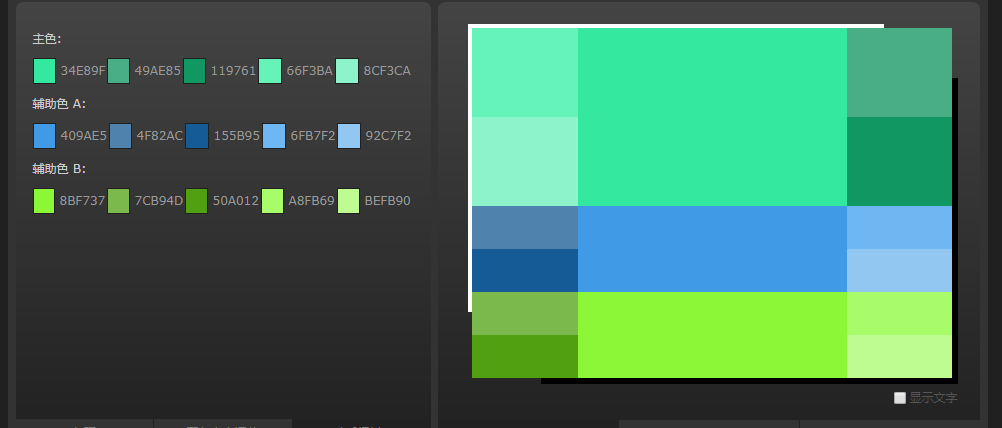 主色:
34E89F 49AE85 119761 66F3BA 8CF3CA
辅助色 A:
409AE5 4F82AC 155B95 6FB7F2 92C7F2
辅助色 B:
8BF737 7CB94D 50A012 A8FB69 BEFB90
显示文字